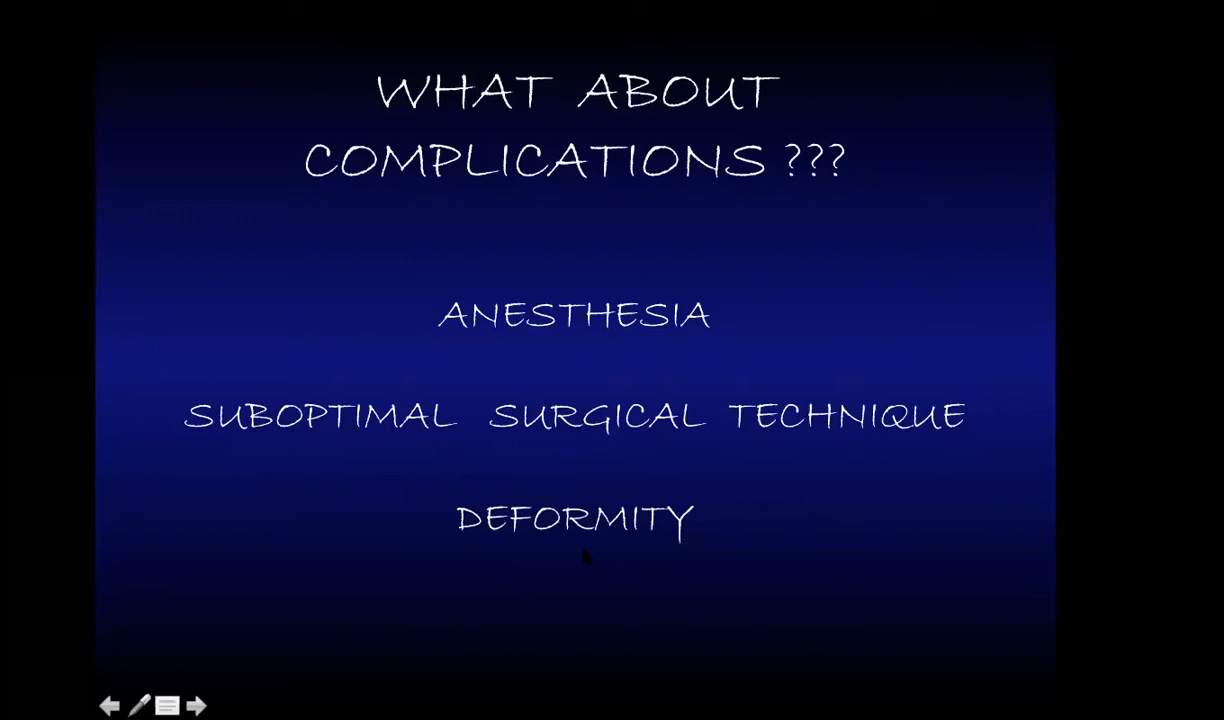 WHAT ABOUT
COMPLICATIONS ???
ANESTHESIA
SUBOPTIMAL SURGICAL TECHNIQUE
DEFORMITY